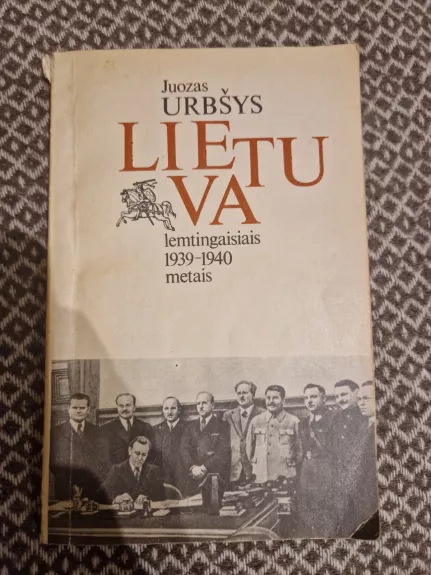 Juozas
URBŠYS
LIETU
VA
lemtingaisiais
1939-1940
metais